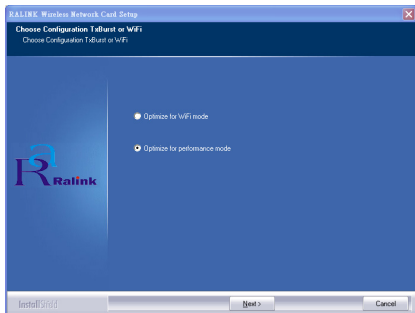 RALINK Wireless Network Card Setup
Choose Configuration TxBurst or WiFi
Choose Configuration TxBurst or WiFi
Optimize for WiFi mode
Optimize for performance mode
Ralink
InstallShield
Next >
Cancel